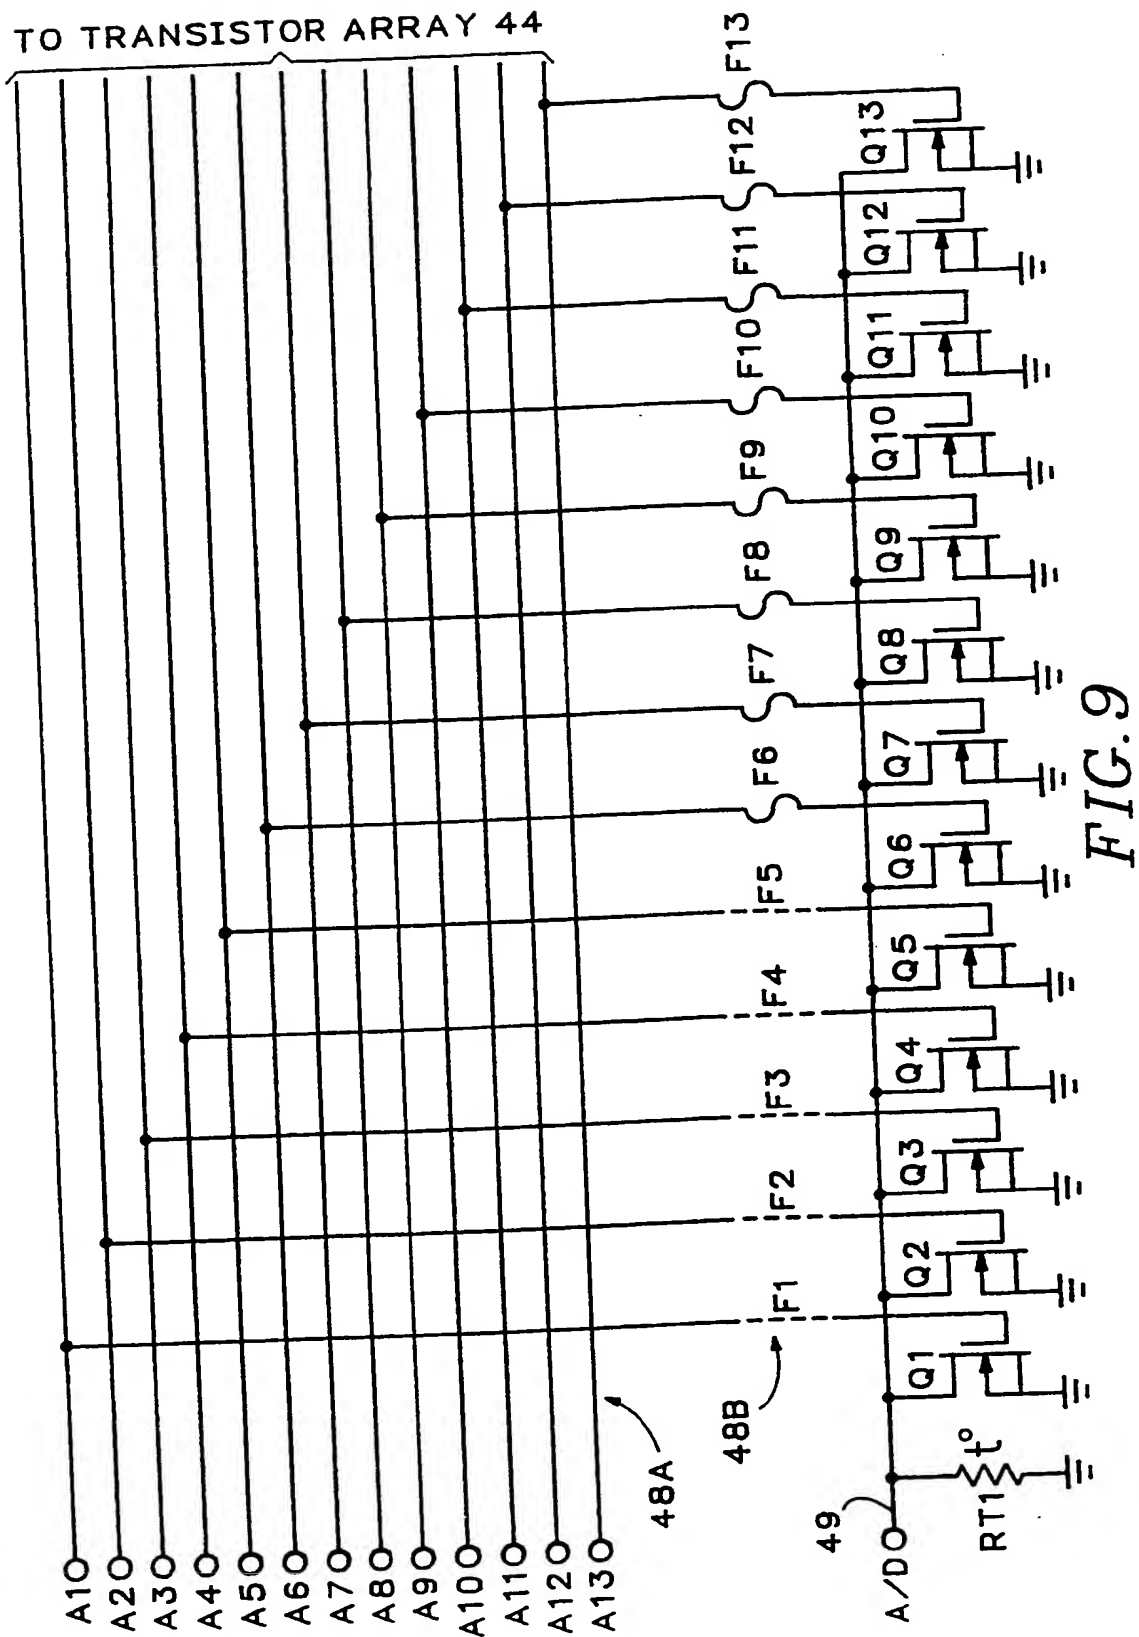 TO TRANSISTOR ARRAY 44
A1
A2
A3
A4
A5
A6
A7
A8
A9
A10
A11
A12
A13
48A
48B
F1
F2
F3
F4
F5
F6
F7
F8
F9
F10
F11
F12
F13
49
A/D
RT1
t°
Q1
Q2
Q3
Q4
Q5
Q6
Q7
Q8
Q9
Q10
Q11
Q12
Q13
FIG.9